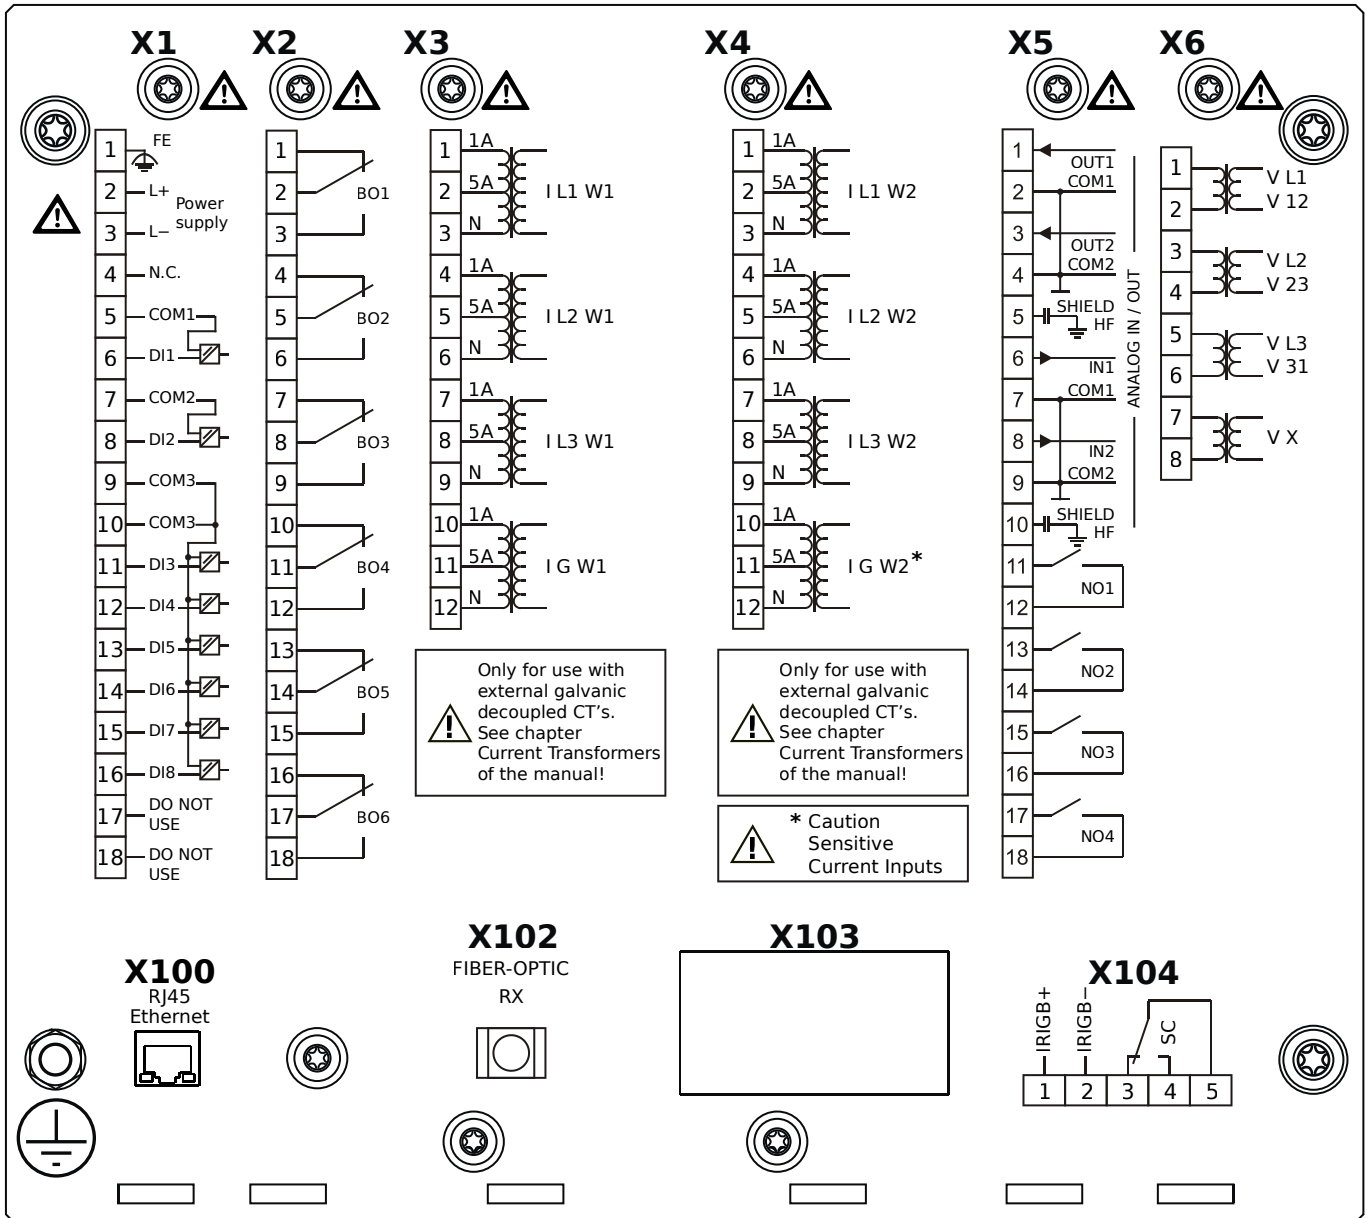 X1
X2
X3
X4
X5
X6
1 FE
2 L+
Power
supply
3 L−
4 N.C.
5 COM1
6 DI1
7 COM2
8 DI2
9 COM3
10 COM3
11 DI3
12 DI4
13 DI5
14 DI6
15 DI7
16 DI8
17 DO NOT
USE
18 DO NOT
USE
1
2 BO1
3
4
5 BO2
6
7
8 BO3
9
10
11 BO4
12
13
14 BO5
15
16
17 BO6
18
1 1A
2 5A I L1 W1
3 N
4 1A
5 5A I L2 W1
6 N
7 1A
8 5A I L3 W1
9 N
10 1A
11 5A I G W1
12 N
Only for use with
external galvanic
decoupled CT's.
See chapter
Current Transformers
of the manual!
1 1A
2 5A I L1 W2
3 N
4 1A
5 5A I L2 W2
6 N
7 1A
8 5A I L3 W2
9 N
10 1A
11 5A I G W2*
12 N
Only for use with
external galvanic
decoupled CT's.
See chapter
Current Transformers
of the manual!
* Caution
Sensitive
Current Inputs
1 OUT1
2 COM1
3 OUT2
4 COM2
5 SHIELD
HF
6 IN1
7 COM1
8 IN2
9 COM2
10 SHIELD
HF
ANALOG IN / OUT
11
NO1
12
13
NO2
14
15
NO3
16
17
NO4
18
1 V L1
2 V 12
3 V L2
4 V 23
5 V L3
6 V 31
7
V X
8
X100
RJ45
Ethernet
X102
FIBER-OPTIC
RX
X103
X104
IRIGB+
IRIGB−
SC
1 2 3 4 5